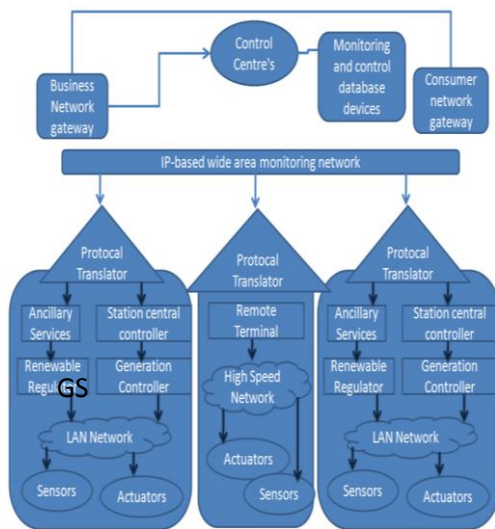 Control
Centre's
Monitoring
and control
database
devices
Business
Network
gateway
Consumer
network
gateway
IP-based wide area monitoring network
Protocal
Translator
Ancillary
Services
Station central
controller
Renewable
Regulator
GS
Generation
Controller
LAN Network
Sensors
Actuators
Protocal
Translator
Remote
Terminal
High Speed
Network
Actuators
Sensors
Protocal
Translator
Ancillary
Services
Station central
controller
Renewable
Regulator
Generation
Controller
LAN Network
Sensors
Actuators